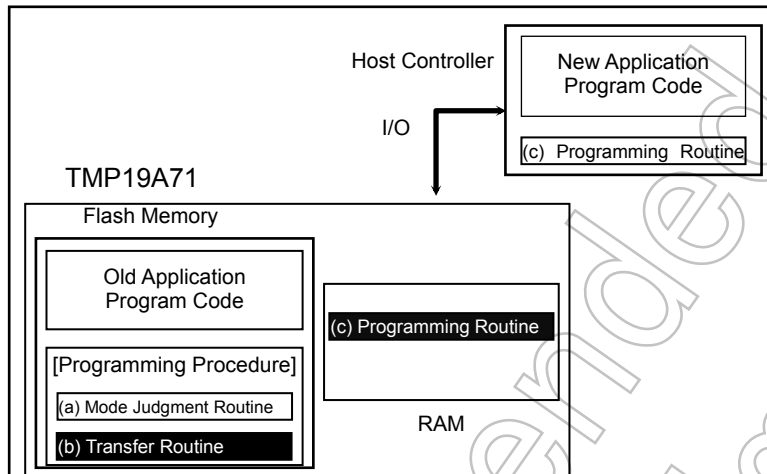 Host Controller
New Application
Program Code
I/O
(c) Programming Routine
TMP19A71
Flash Memory
Old Application
Program Code
(c) Programming Routine
[Programming Procedure]
(a) Mode Judgment Routine
(b) Transfer Routine
RAM
ended